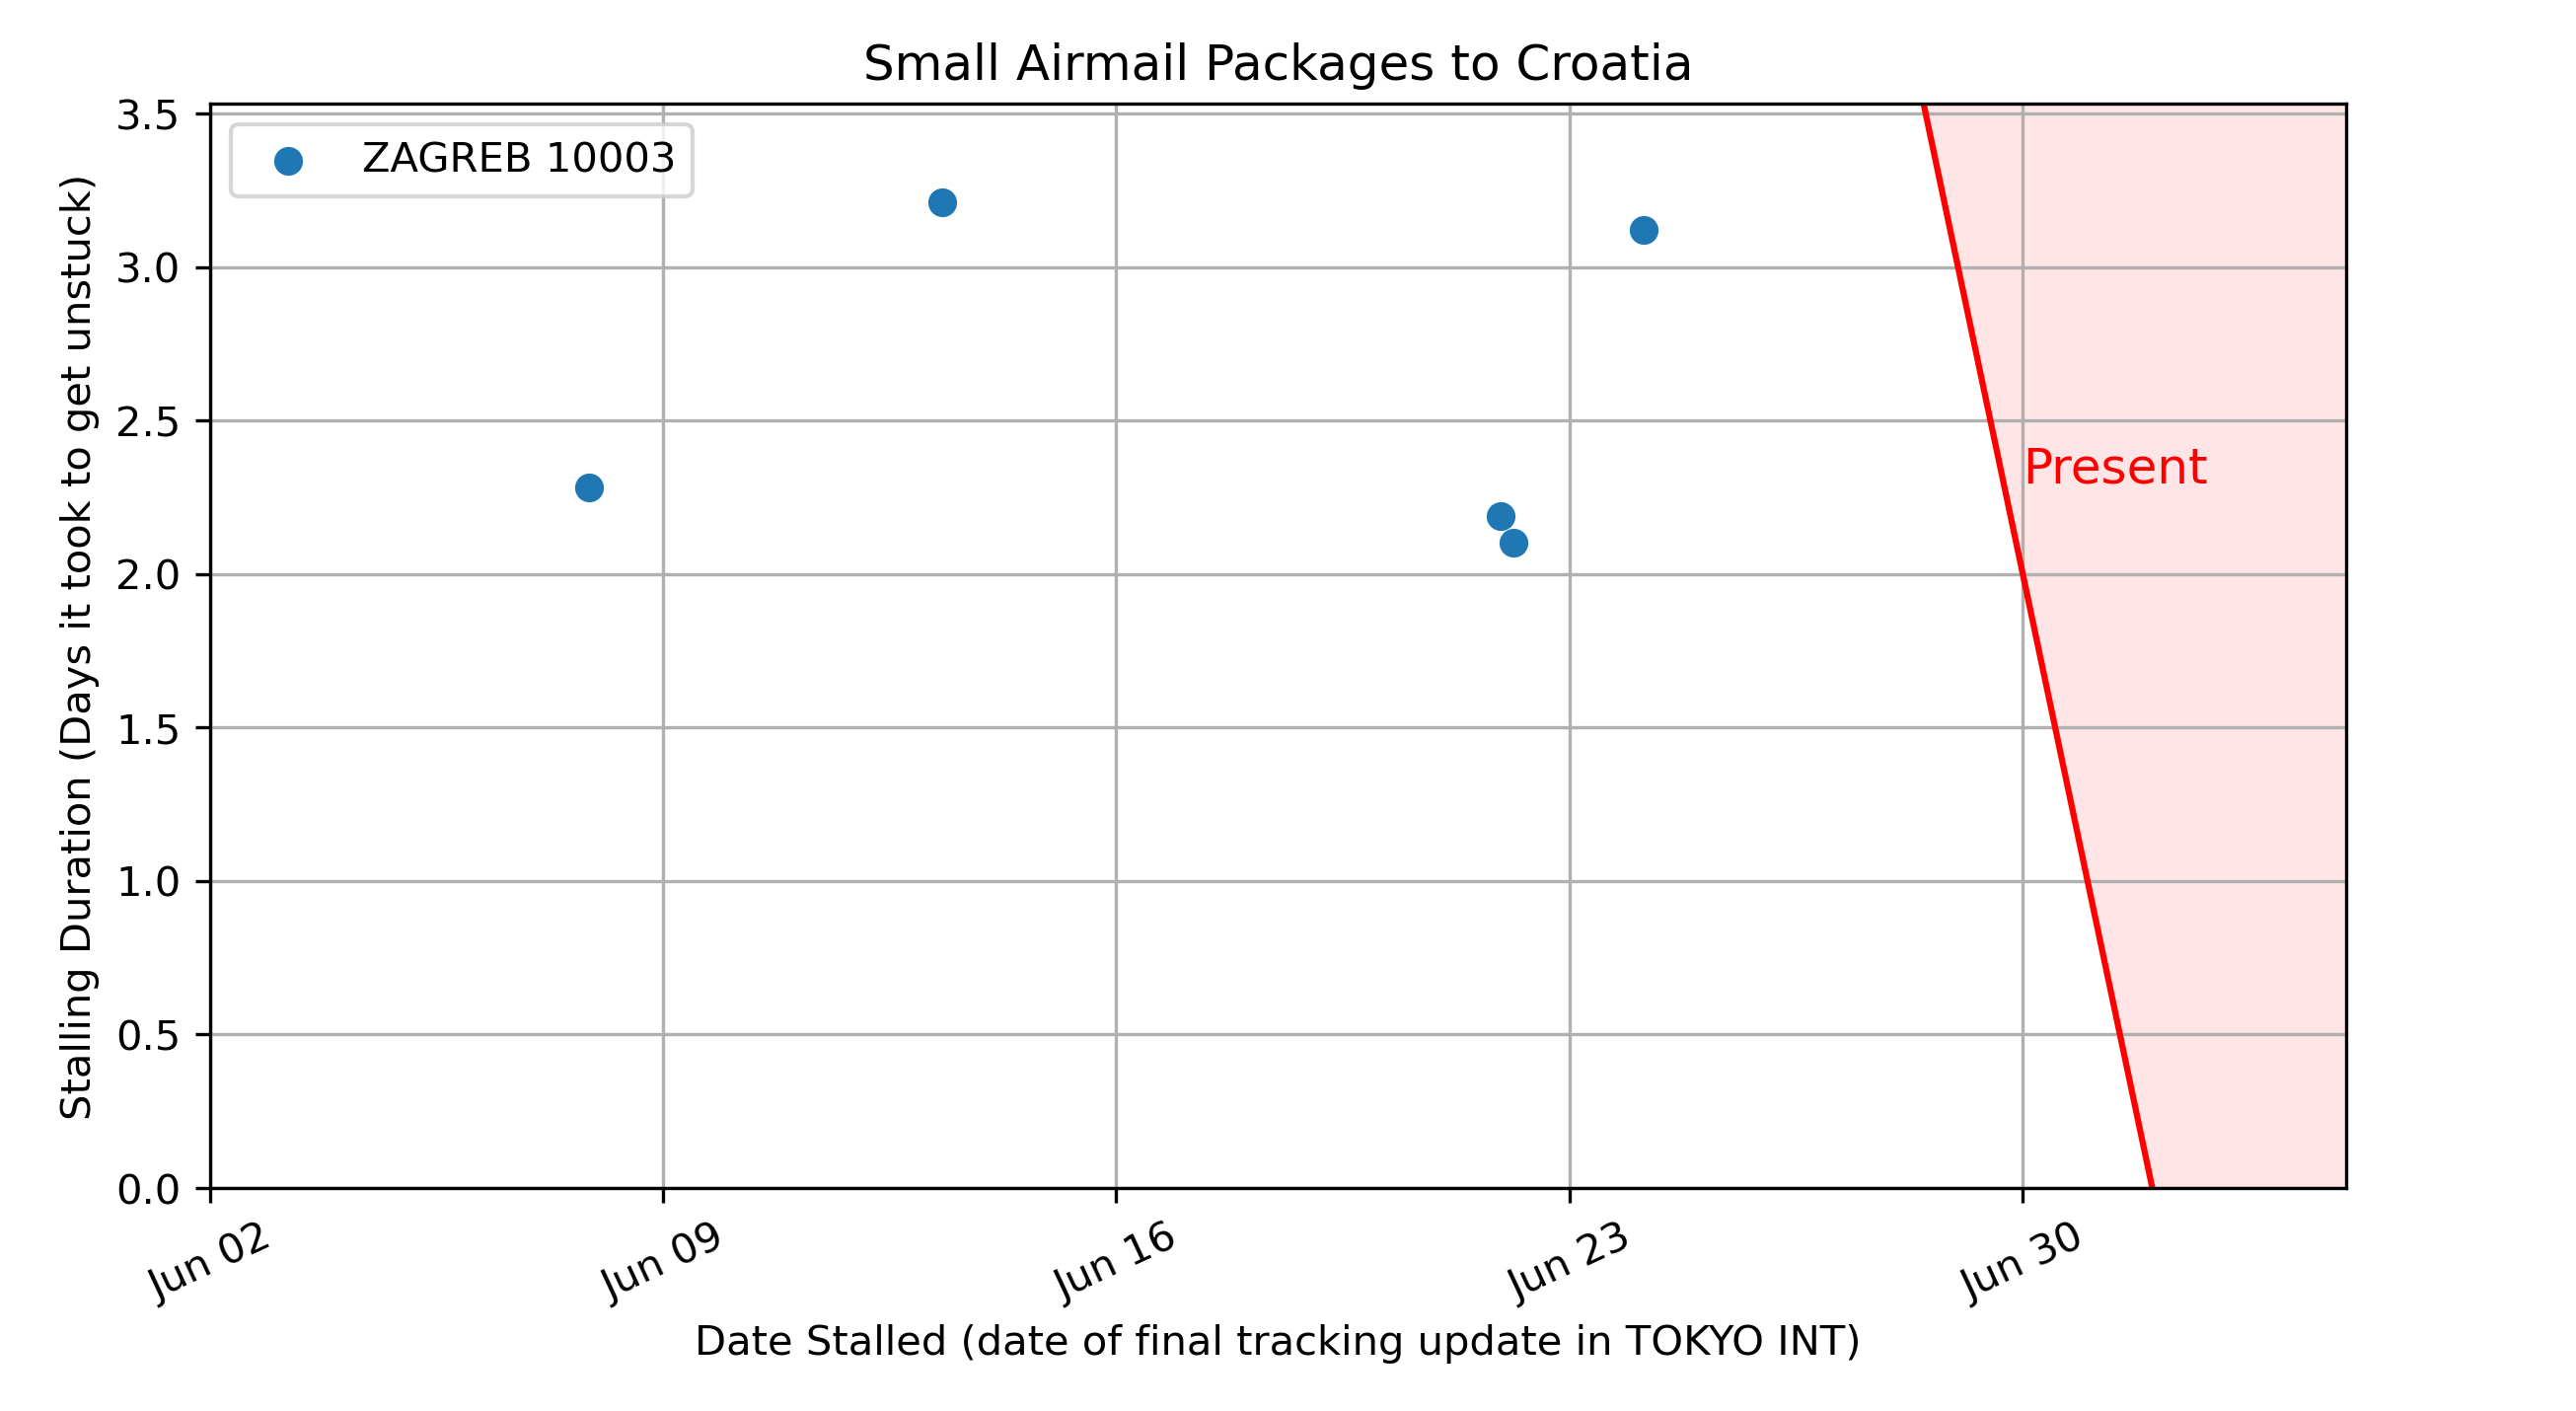 Small Airmail Packages to Croatia
ZAGREB 10003
Stalling Duration (Days it took to get unstuck)
3.5
3.0
2.5
2.0
1.5
1.0
0.5
0.0
Present
Jun 02
Jun 09
Jun 16
Jun 23
Jun 30
Date Stalled (date of final tracking update in TOKYO INT)